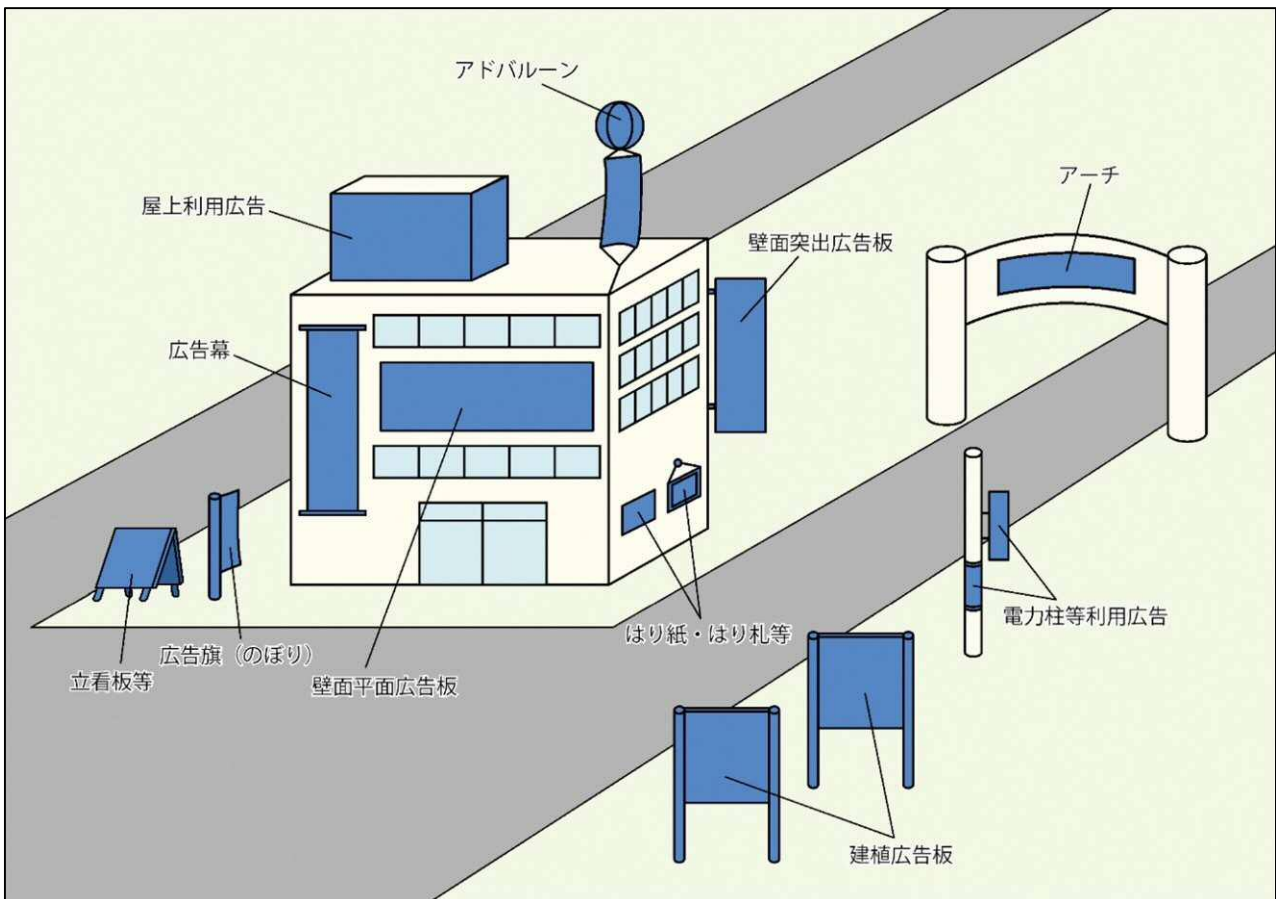 アドバルーン
アーチ
屋上利用広告
壁面突出広告板
広告幕
電力柱等利用広告
はり紙・はり札等
広告旗（のぼり）
立看板等
壁面平面広告板
建植広告板